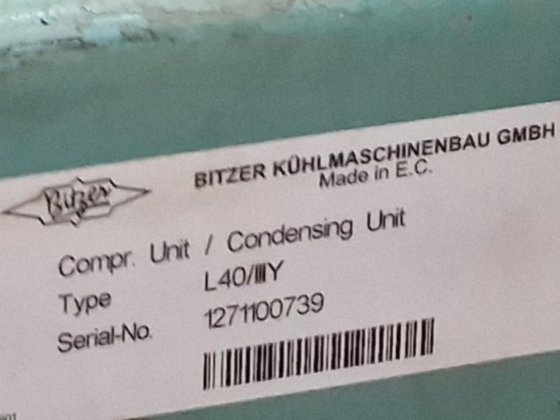 Bitzer
BITZER KÜHLMASCHINENBAU GMBH
Made in E.C.
Compr. Unit / Condensing Unit
Type L40/IIIY
Serial-No. 1271100739